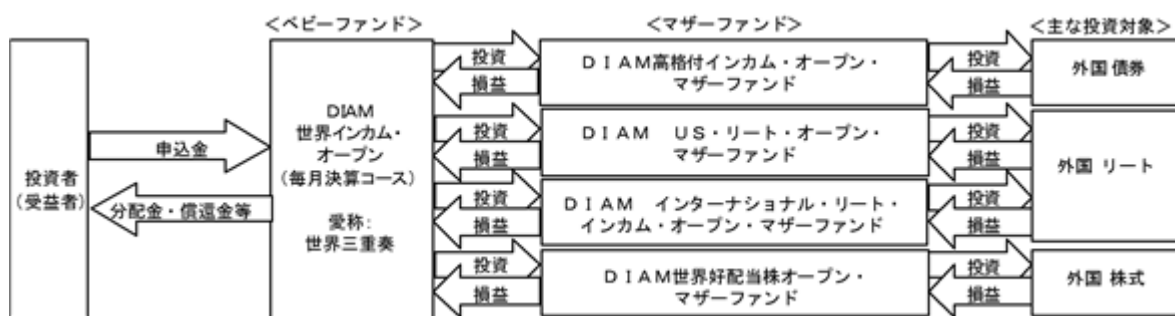 ＜ベビーファンド＞
＜マザーファンド＞
＜主な投資対象＞
投資者
（受益者）
申込金
分配金・償還金等
DIAM
世界インカム・
オープン
（毎月決算コース）
愛称：
世界三重奏
投資
損益
ＤＩＡＭ高格付インカム・オープン・
マザーファンド
投資
損益
外国 債券
投資
損益
ＤＩＡＭ　ＵＳ・リート・オープン・
マザーファンド
投資
損益
外国 リート
投資
損益
ＤＩＡＭ　インターナショナル・リート・
インカム・オープン・マザーファンド
投資
損益
投資
損益
ＤＩＡＭ世界好配当株オープン・
マザーファンド
投資
損益
外国 株式